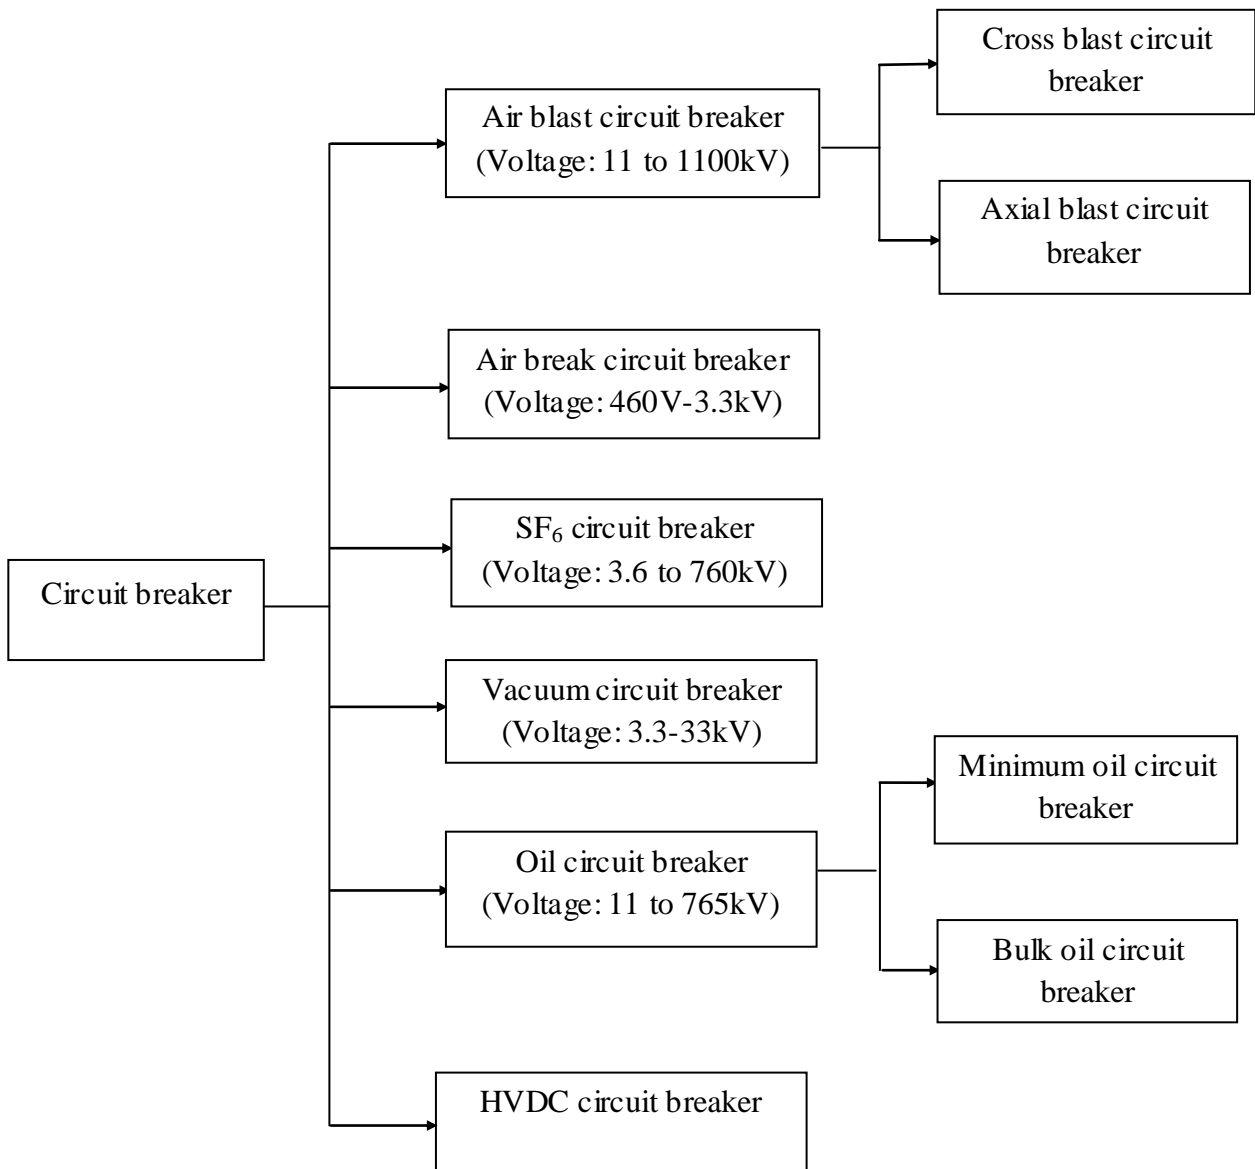 Cross blast circuit
breaker
Air blast circuit breaker
(Voltage: 11 to 1100kV)
Axial blast circuit
breaker
Air break circuit breaker
(Voltage: 460V-3.3kV)
SF₆ circuit breaker
(Voltage: 3.6 to 760kV)
Circuit breaker
Vacuum circuit breaker
(Voltage: 3.3-33kV)
Minimum oil circuit
breaker
Oil circuit breaker
(Voltage: 11 to 765kV)
Bulk oil circuit
breaker
HVDC circuit breaker